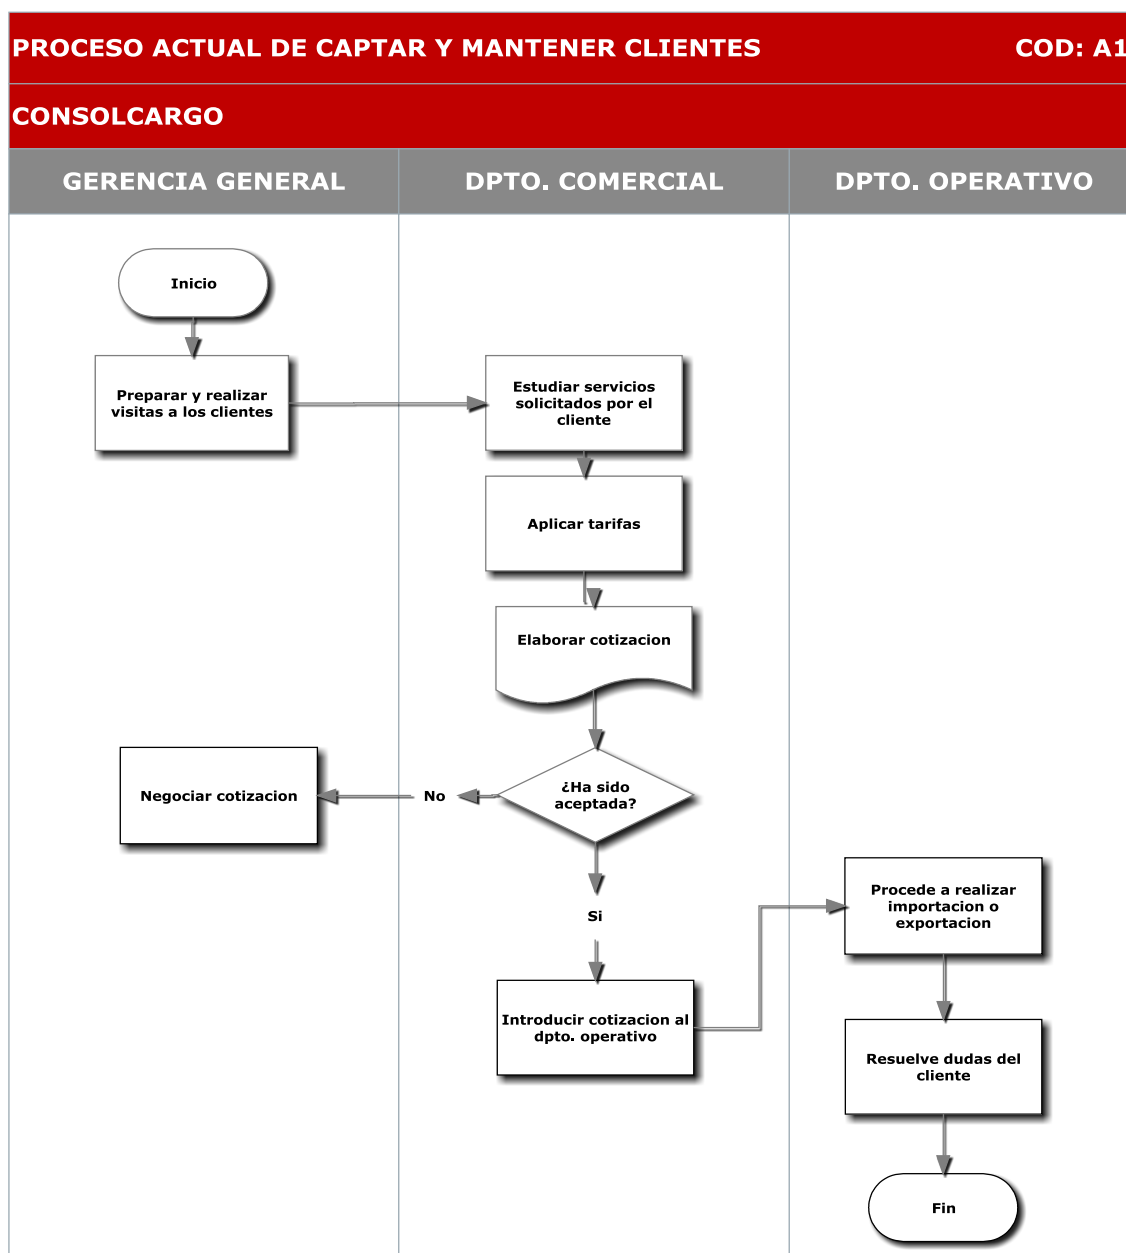 PROCESO ACTUAL DE CAPTAR Y MANTENER CLIENTES COD: A1
CONSOLCARGO
GERENCIA GENERAL DPTO. COMERCIAL DPTO. OPERATIVO
Inicio
Preparar y realizar
visitas a los clientes
Estudiar servicios
solicitados por el
cliente
Aplicar tarifas
Elaborar cotizacion
¿Ha sido
aceptada?
No
Negociar cotizacion
Si
Introducir cotizacion al
dpto. operativo
Procede a realizar
importacion o
exportacion
Resuelve dudas del
cliente
Fin